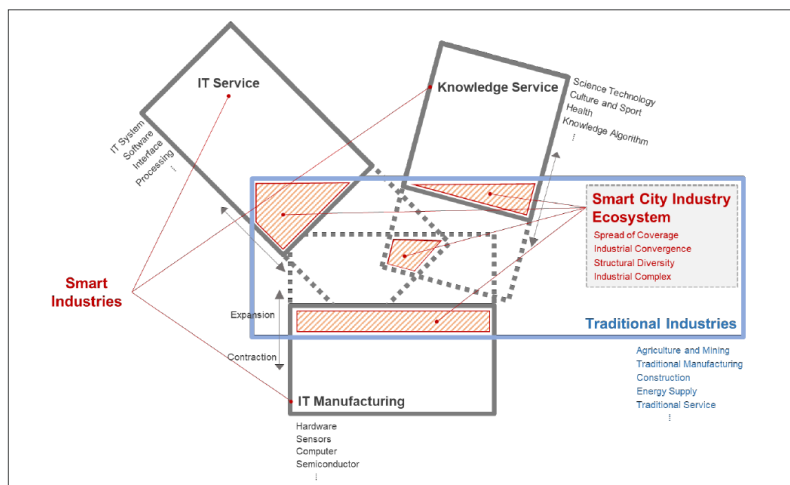 IT Service
Knowledge Service
Science Technology
Culture and Sport
Health
Knowledge Algorithm
⋮
IT System
Software
Interface
Processing
⋮
Smart City Industry
Ecosystem
Spread of Coverage
Industrial Convergence
Structural Diversity
Industrial Complex
Smart
Industries
Expansion
Contraction
Traditional Industries
Agriculture and Mining
Traditional Manufacturing
Construction
Energy Supply
Traditional Service
⋮
IT Manufacturing
Hardware
Sensors
Computer
Semiconductor
⋮